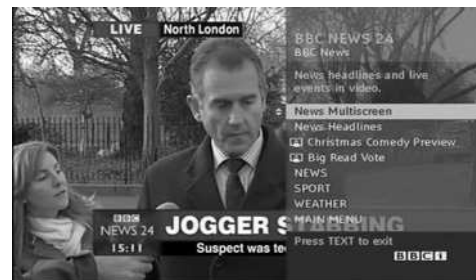 LIVE North London
BBC NEWS 24
BBC News
News headlines and live
events in video.
News Multiscreen
News Headlines
Christmas Comedy Preview
Big Read Vote
NEWS
SPORT
WEATHER
MAIN MENU
Press TEXT to exit
BBCi
BBC
NEWS 24
15:11
JOGGER STABBING
Suspect was